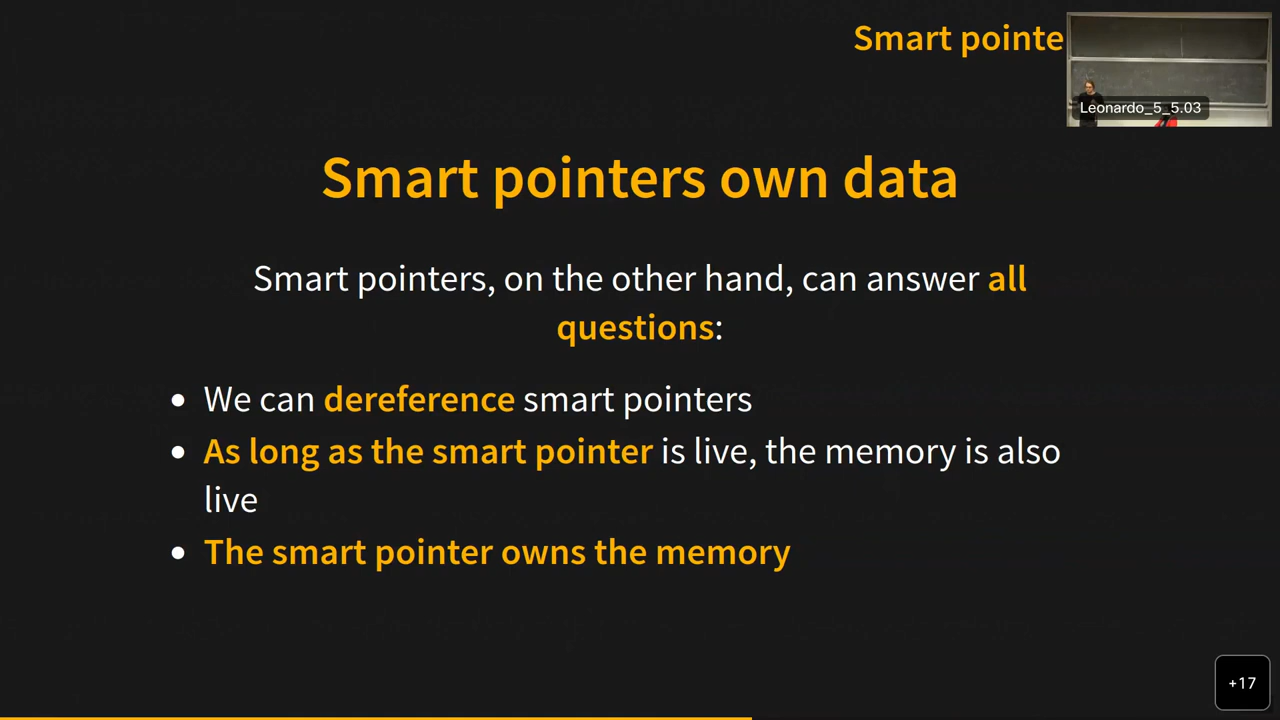 Smart pointe
Leonardo_5_5.03
Smart pointers own data
Smart pointers, on the other hand, can answer all
questions:
• We can dereference smart pointers
• As long as the smart pointer is live, the memory is also
live
• The smart pointer owns the memory
+17